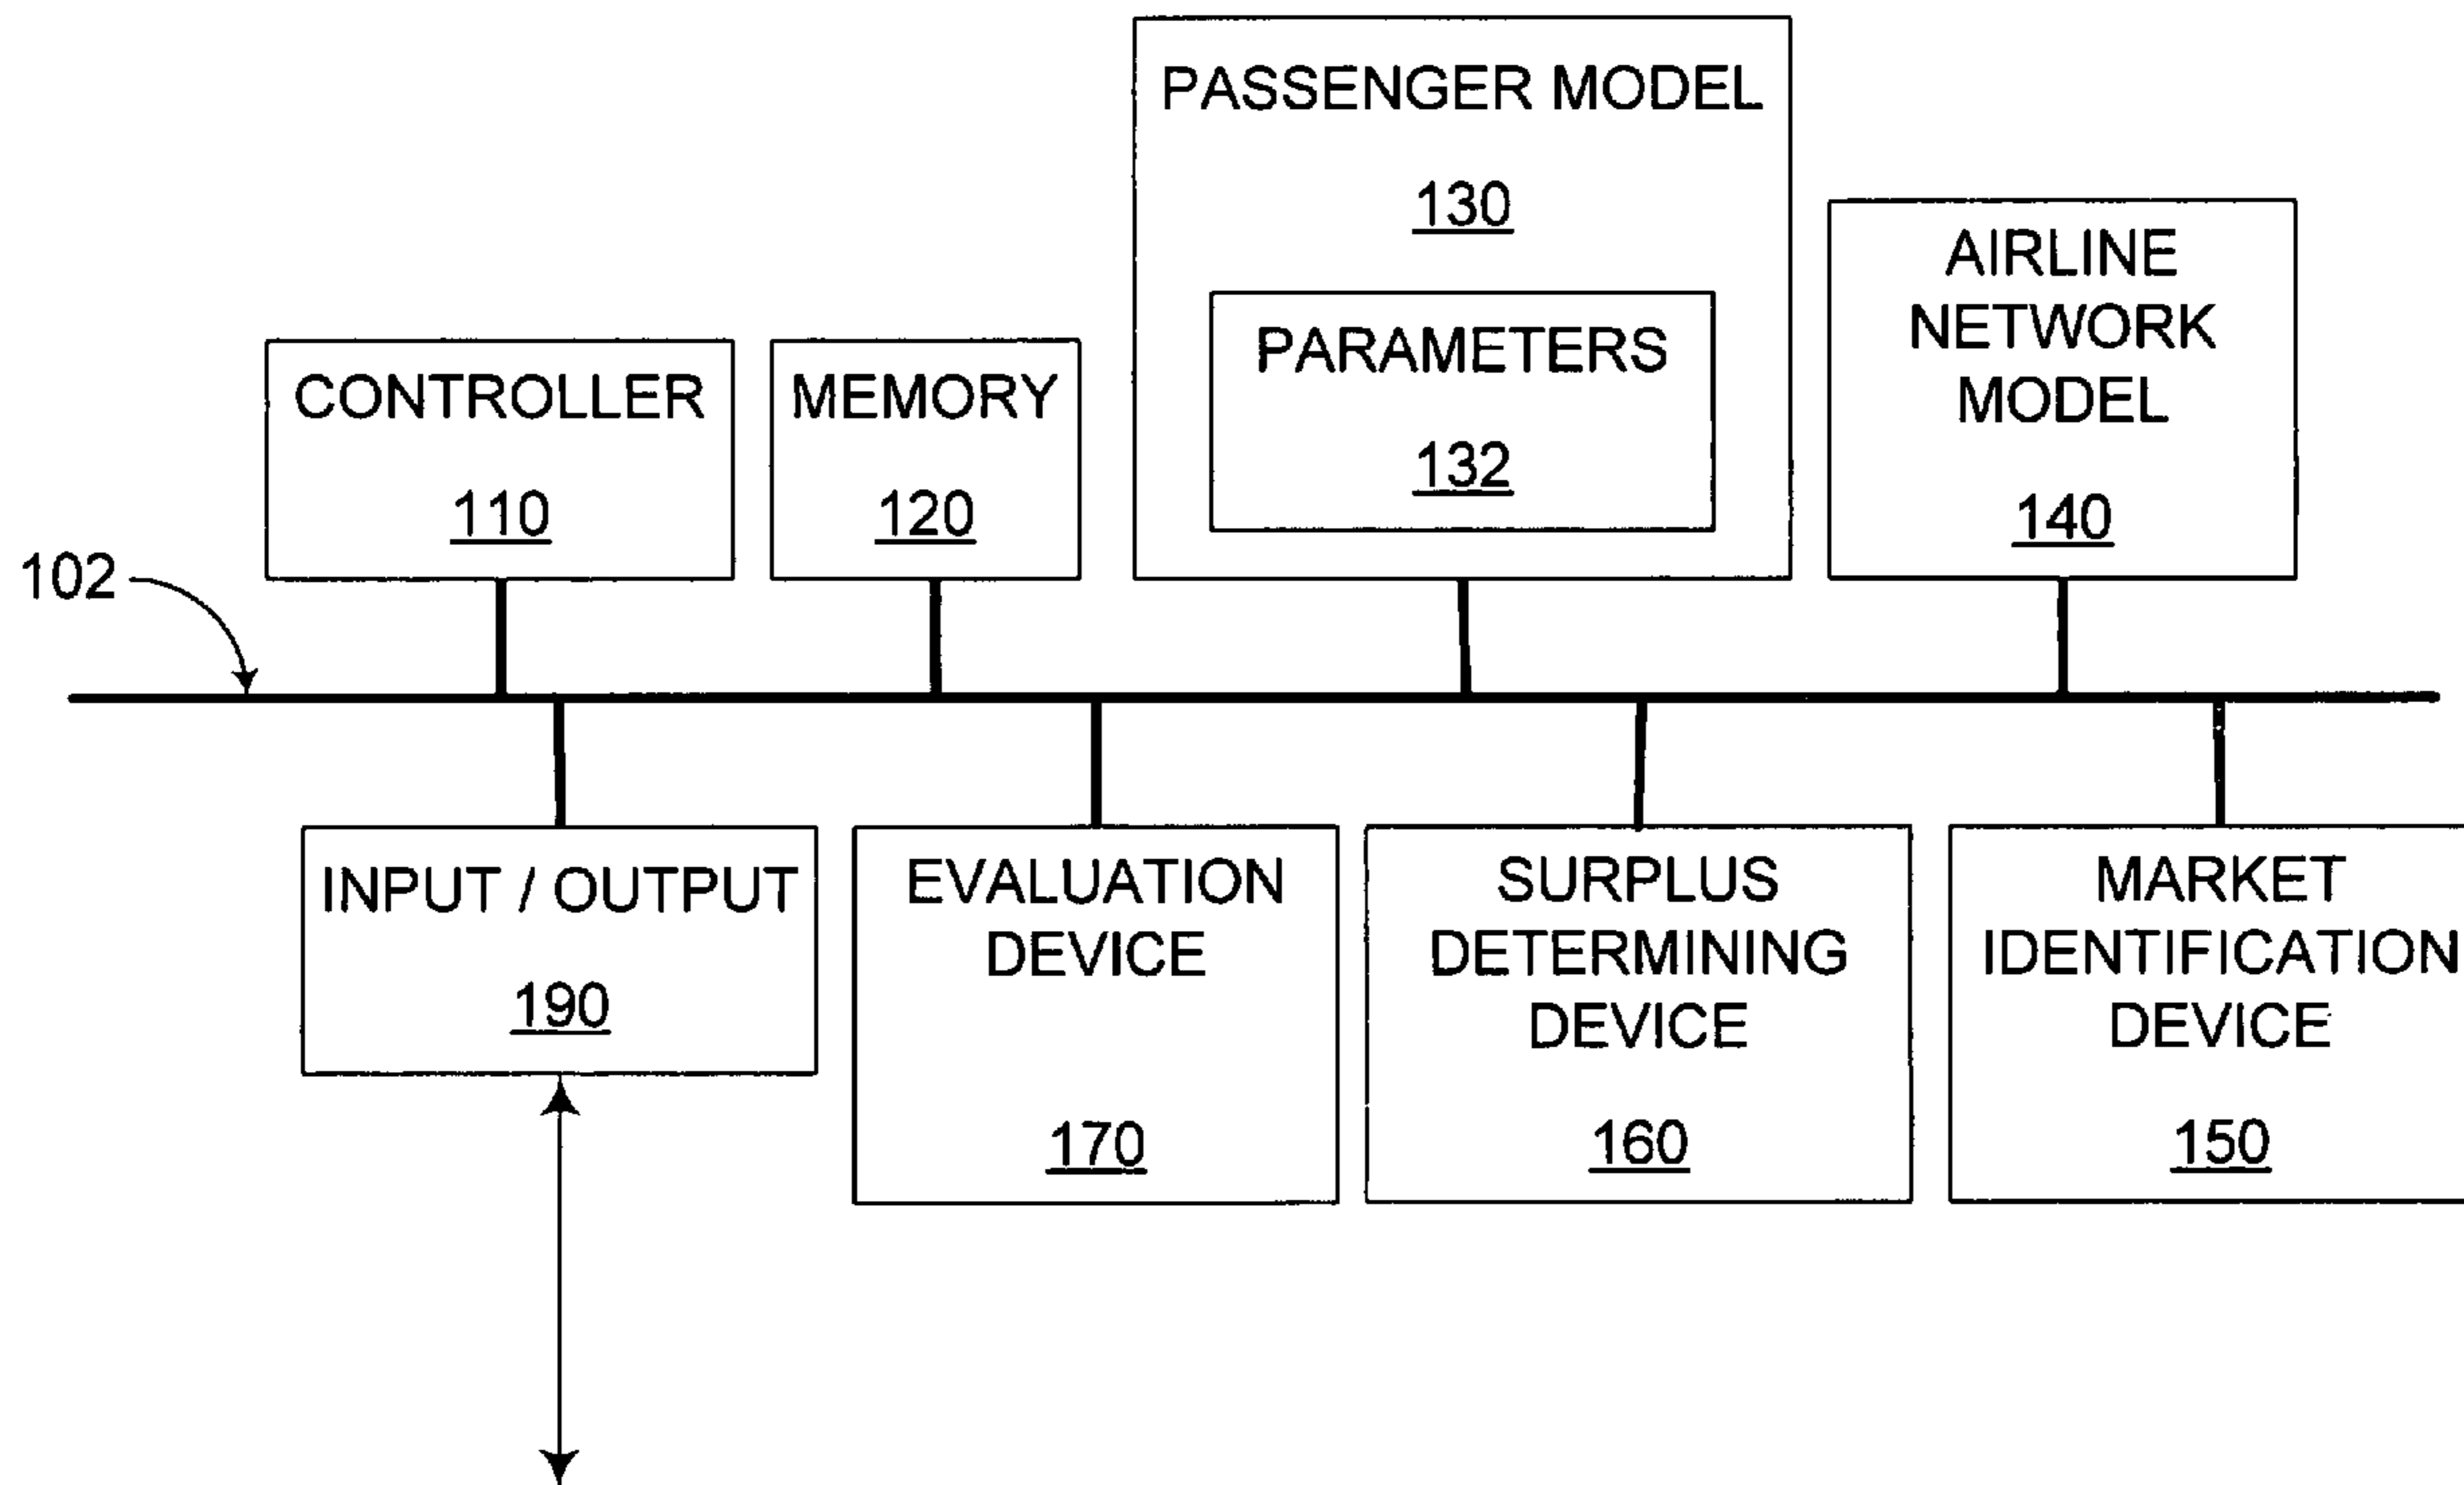 PASSENGER MODEL
130
PARAMETERS
132
AIRLINE
NETWORK
MODEL
140
CONTROLLER
110
MEMORY
120
102
INPUT / OUTPUT
190
EVALUATION
DEVICE
170
SURPLUS
DETERMINING
DEVICE
160
MARKET
IDENTIFICATION
DEVICE
150